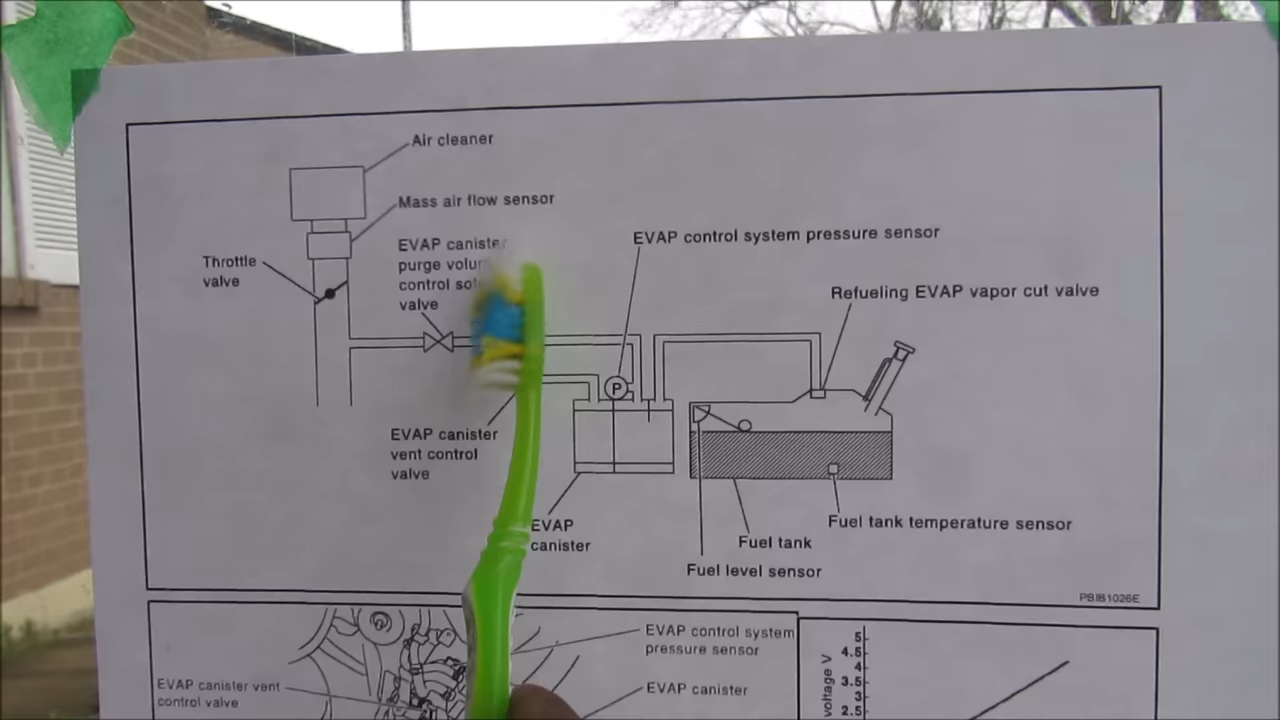 Air cleaner
Mass air flow sensor
EVAP canister
purge
control
valve
Throttle
valve
EVAP control system pressure sensor
Refueling EVAP vapor cut valve
P
EVAP canister
vent control
valve
EVAP
canister
Fuel tank temperature sensor
Fuel tank
Fuel level sensor
PBIB1026E
EVAP control system
pressure sensor
EVAP canister vent
control valve
EVAP canister
voltage V
5
4.5
4
3.5
3
2.5